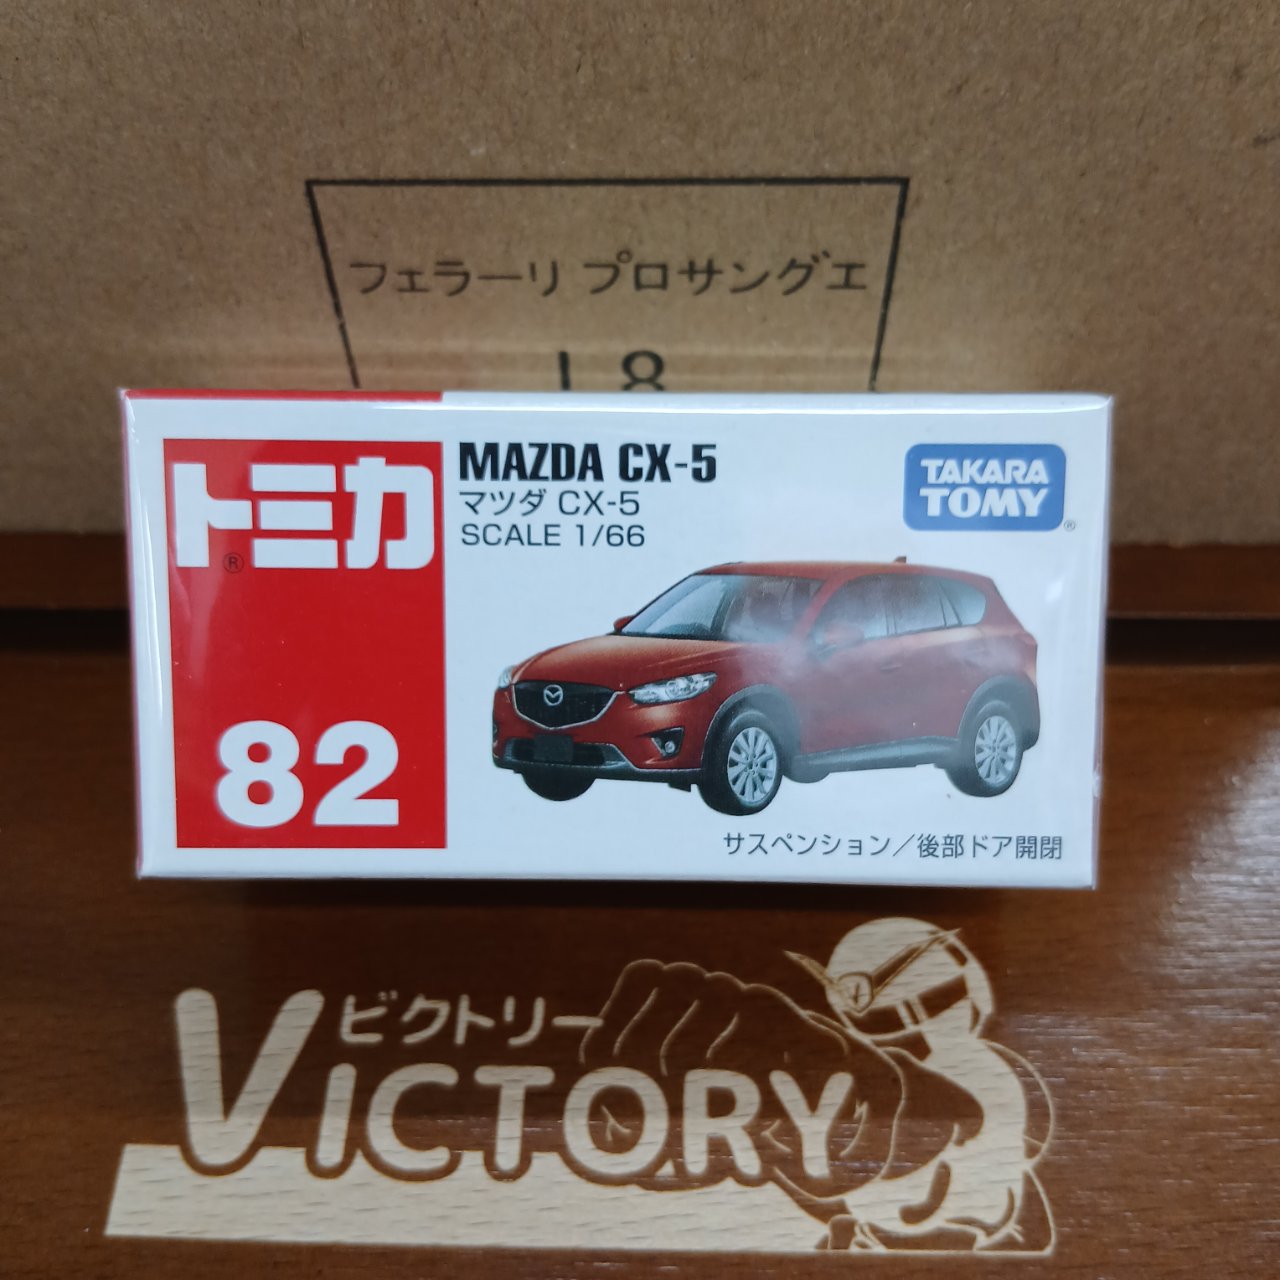 フェラーリ プロサングエ
トミカ®
82
MAZDA CX-5
マツダ CX-5
SCALE 1/66
TAKARA
TOMY®
サスペンション／後部ドア開閉
ビクトリー
VICTORY